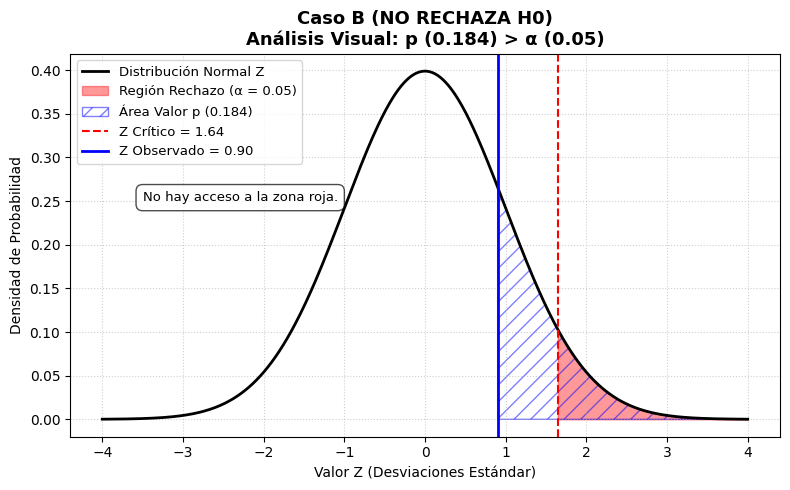 Caso B (NO RECHAZA H0)
Análisis Visual: p (0.184) > α (0.05)
Distribución Normal Z
Región Rechazo (α = 0.05)
Área Valor p (0.184)
Z Crítico = 1.64
Z Observado = 0.90
No hay acceso a la zona roja.
Densidad de Probabilidad
0.40
0.35
0.30
0.25
0.20
0.15
0.10
0.05
0.00
−4
−3
−2
−1
0
1
2
3
4
Valor Z (Desviaciones Estándar)